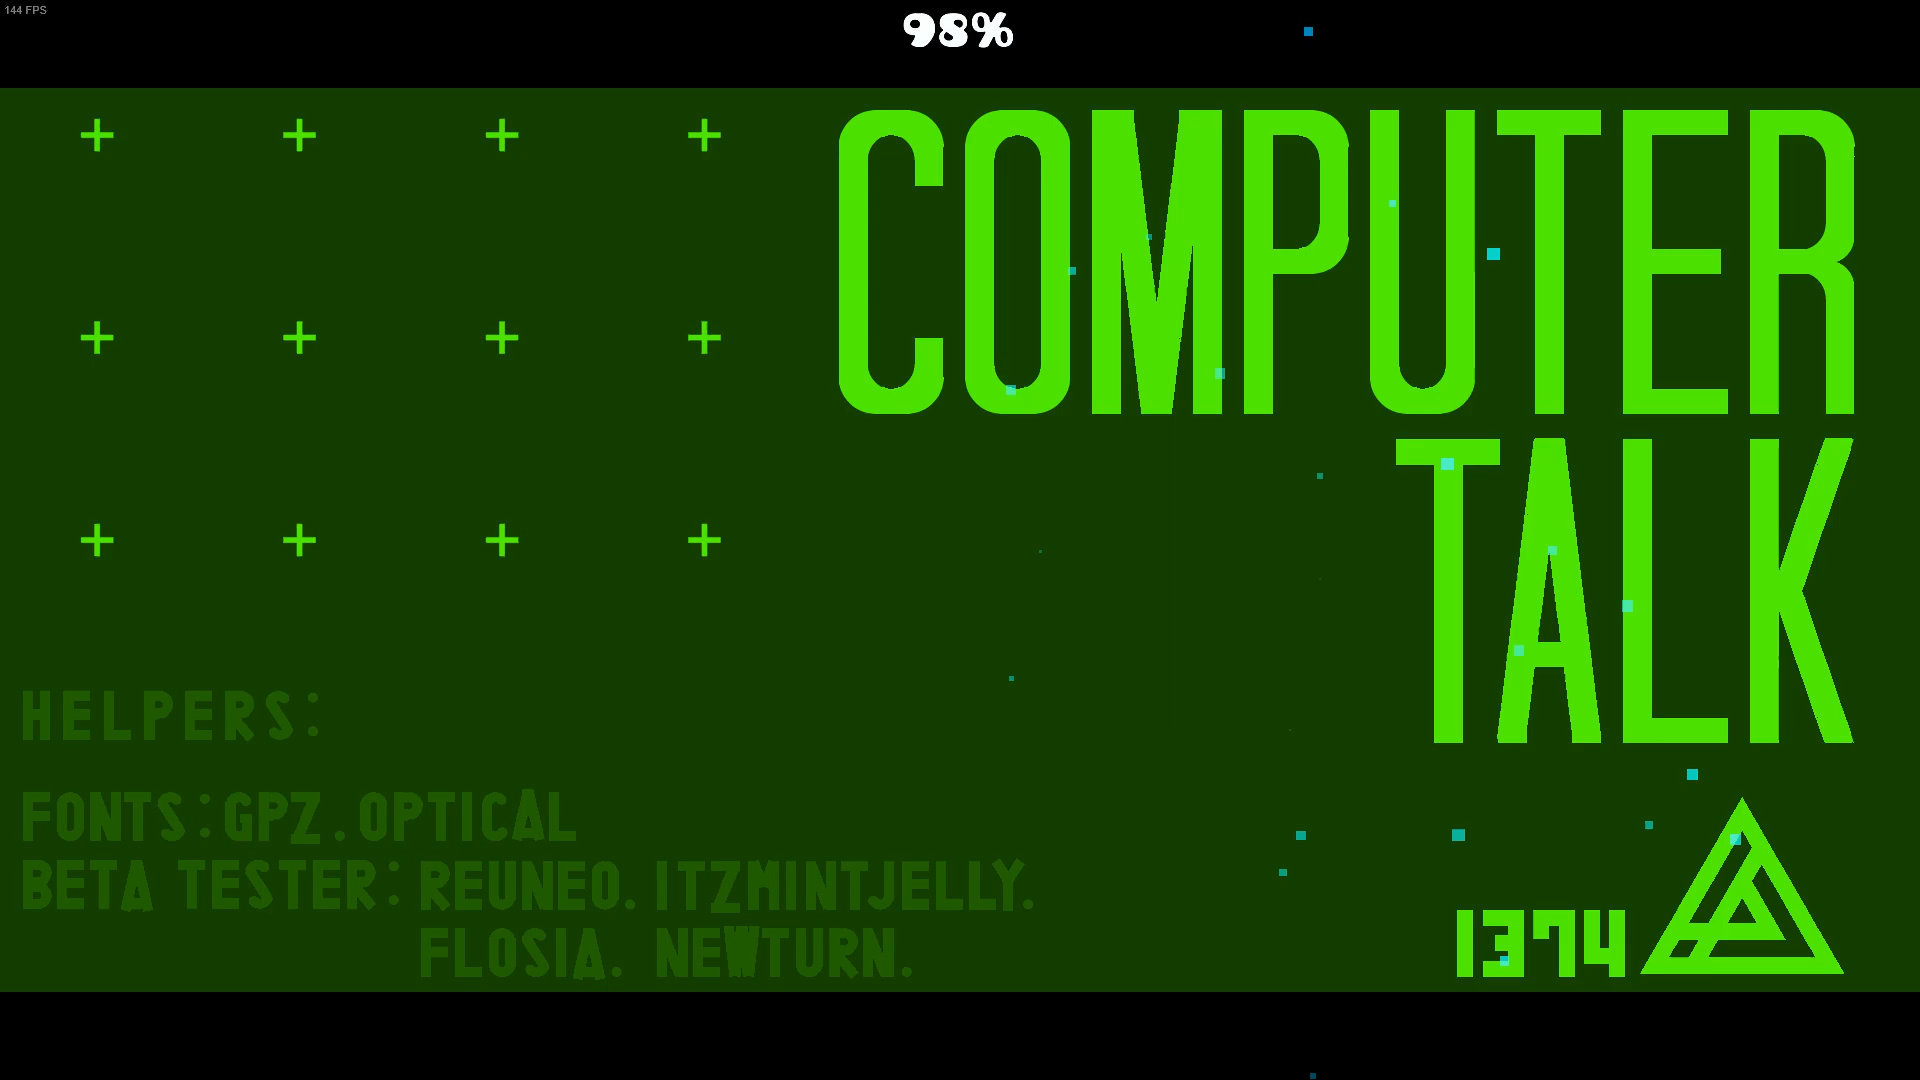 144 FPS
98%
COMPUTER
TALK
HELPERS:
FONTS:GPZ.OPTICAL
BETA TESTER: REUNEO. ITZMINTJELLY.
FLOSIA. NEWTURN.
1374